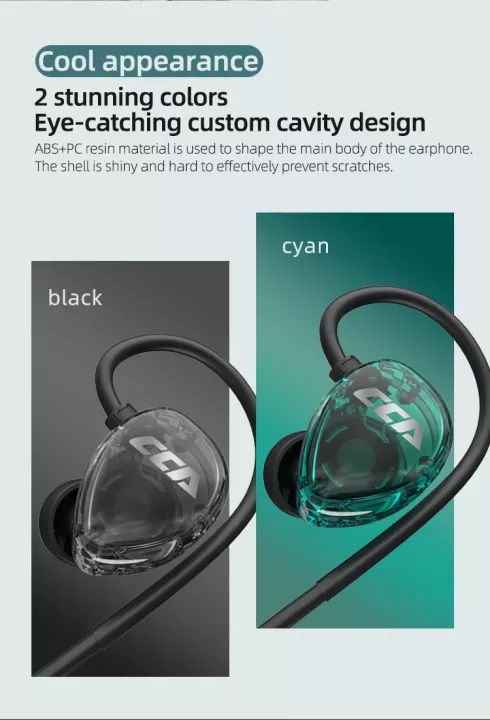 Cool appearance
2 stunning colors
Eye-catching custom cavity design
ABS+PC resin material is used to shape the main body of the earphone.
The shell is shiny and hard to effectively prevent scratches.
cyan
black
CCA
CCA